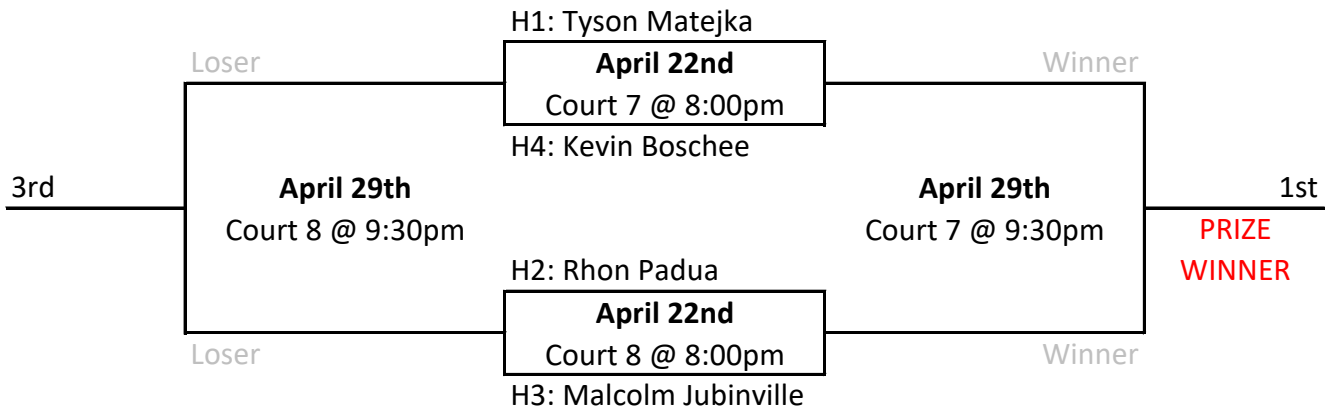 H1: Tyson Matejka
Loser
April 22nd
Winner
Court 7 @ 8:00pm
H4: Kevin Boschee
3rd
April 29th
April 29th
1st
Court 8 @ 9:30pm
Court 7 @ 9:30pm
PRIZE
WINNER
H2: Rhon Padua
April 22nd
Loser
Court 8 @ 8:00pm
Winner
H3: Malcolm Jubinville